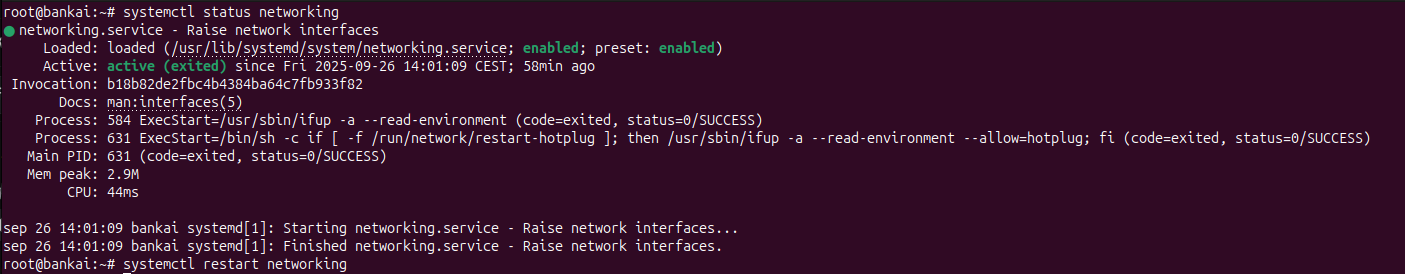 root@bankai:~# systemctl status networking
● networking.service - Raise network interfaces
     Loaded: loaded (/usr/lib/systemd/system/networking.service; enabled; preset: enabled)
     Active: active (exited) since Fri 2025-09-26 14:01:09 CEST; 58min ago
 Invocation: b18b82de2fbc4b4384ba64c7fb933f82
       Docs: man:interfaces(5)
    Process: 584 ExecStart=/usr/sbin/ifup -a --read-environment (code=exited, status=0/SUCCESS)
    Process: 631 ExecStart=/bin/sh -c if [ -f /run/network/restart-hotplug ]; then /usr/sbin/ifup -a --read-environment --allow=hotplug; fi (code=exited, status=0/SUCCESS)
   Main PID: 631 (code=exited, status=0/SUCCESS)
   Mem peak: 2.9M
        CPU: 44ms

sep 26 14:01:09 bankai systemd[1]: Starting networking.service - Raise network interfaces...
sep 26 14:01:09 bankai systemd[1]: Finished networking.service - Raise network interfaces.
root@bankai:~# systemctl restart networking